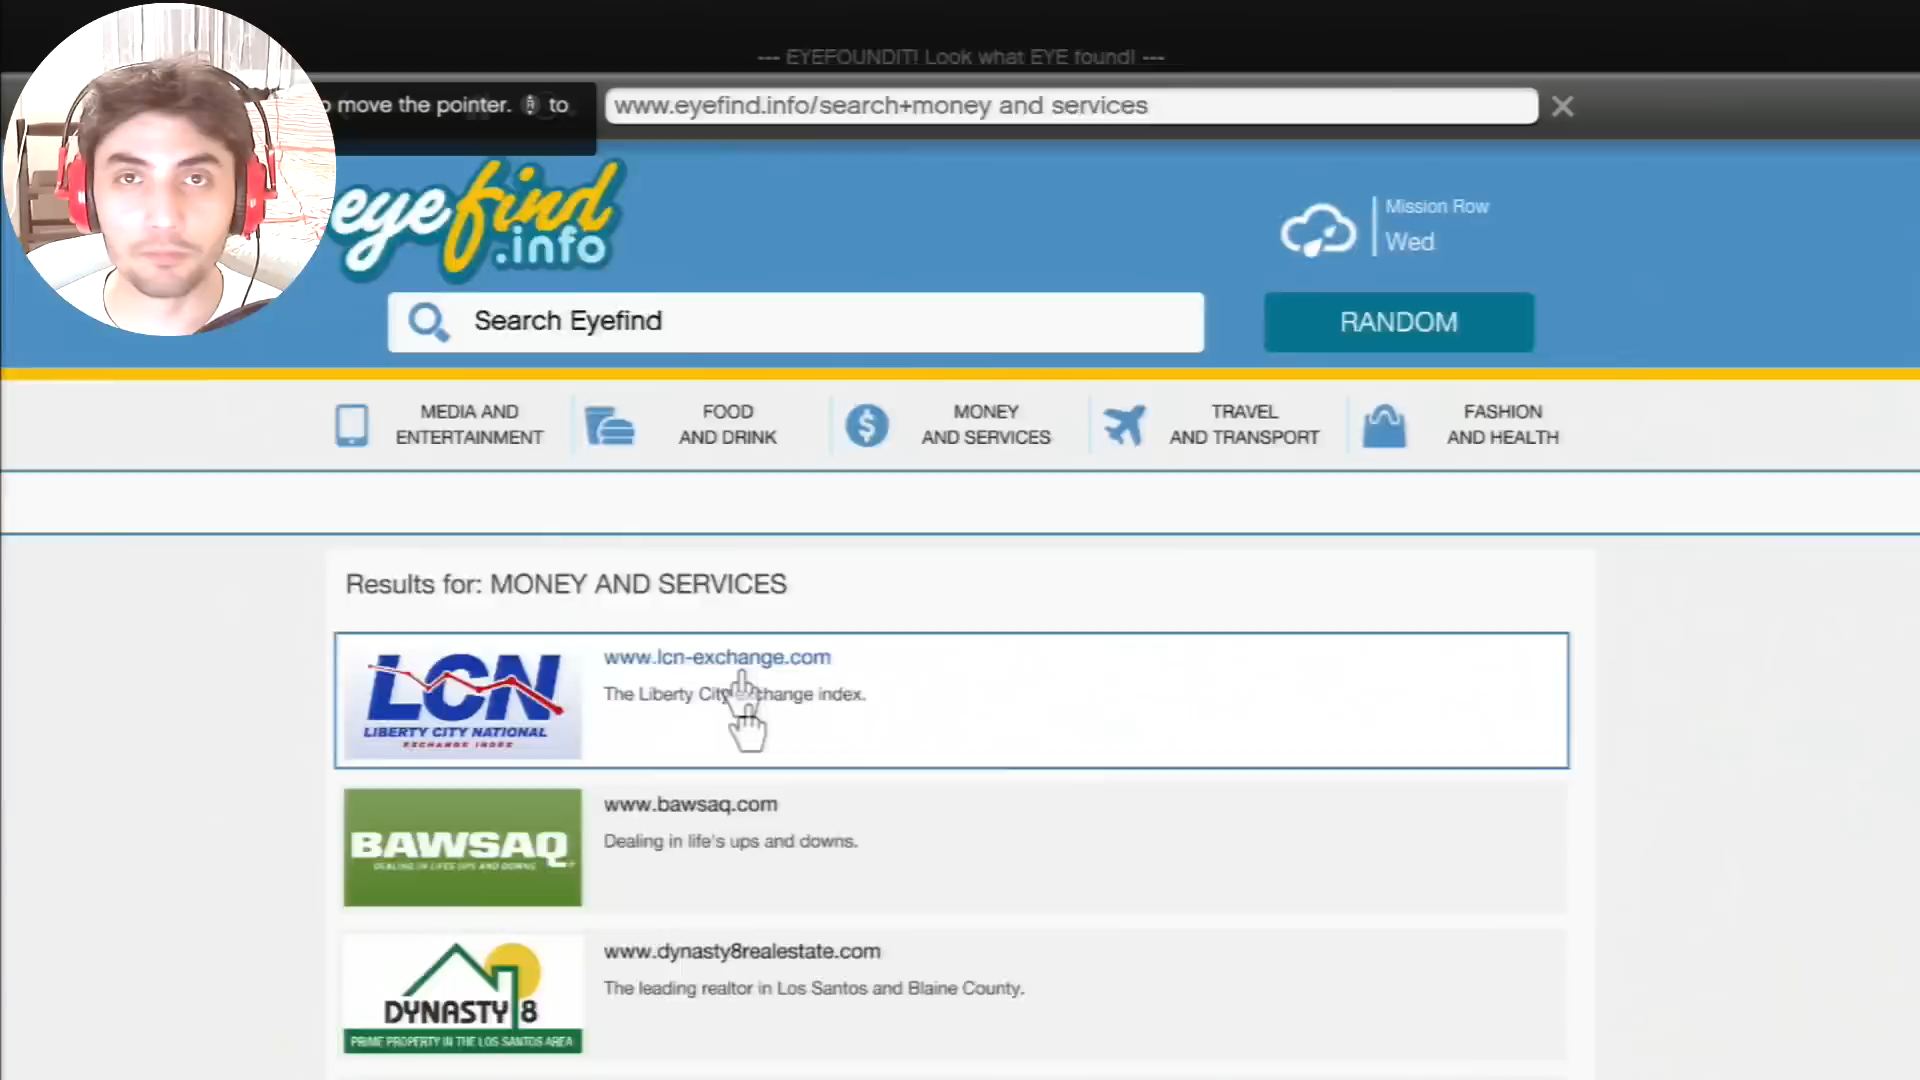 --- EYEFOUNDIT! Look what EYE found! ---
move the pointer. to
www.eyefind.info/search+money and services
eyefind
.info
Mission Row
Wed
Search Eyefind
RANDOM
MEDIA AND
ENTERTAINMENT
FOOD
AND DRINK
MONEY
AND SERVICES
TRAVEL
AND TRANSPORT
FASHION
AND HEALTH
Results for: MONEY AND SERVICES
LCN
LIBERTY CITY NATIONAL
EXCHANGE INDEX
www.lcn-exchange.com
The Liberty City exchange index.
BAWSAQ
DEALING IN LIFES UPS AND DOWNS
www.bawsaq.com
Dealing in life's ups and downs.
DYNASTY 8
PRIME PROPERTY IN THE LOS SANTOS AREA
www.dynasty8realestate.com
The leading realtor in Los Santos and Blaine County.